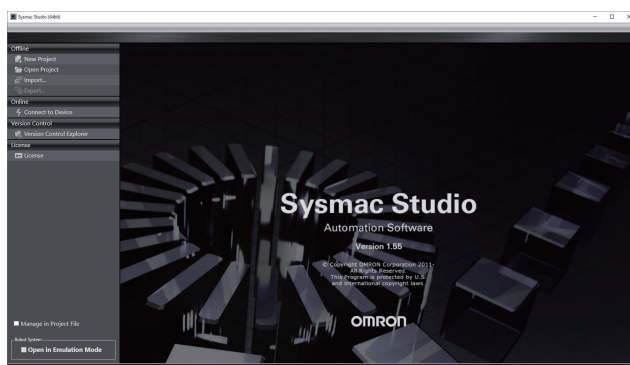 Sysmac Studio (64bit)
Offline
New Project
Open Project
Import...
Export...
Online
Connect to Device
Version Control
Version Control Explorer
License
License
Sysmac Studio
Automation Software
Version 1.55
© Copyright OMRON Corporation 2011-
All Rights Reserved.
This Program is protected by U.S.
and international copyright laws.
OMRON
Manage in Project File
Robot System
Open in Emulation Mode